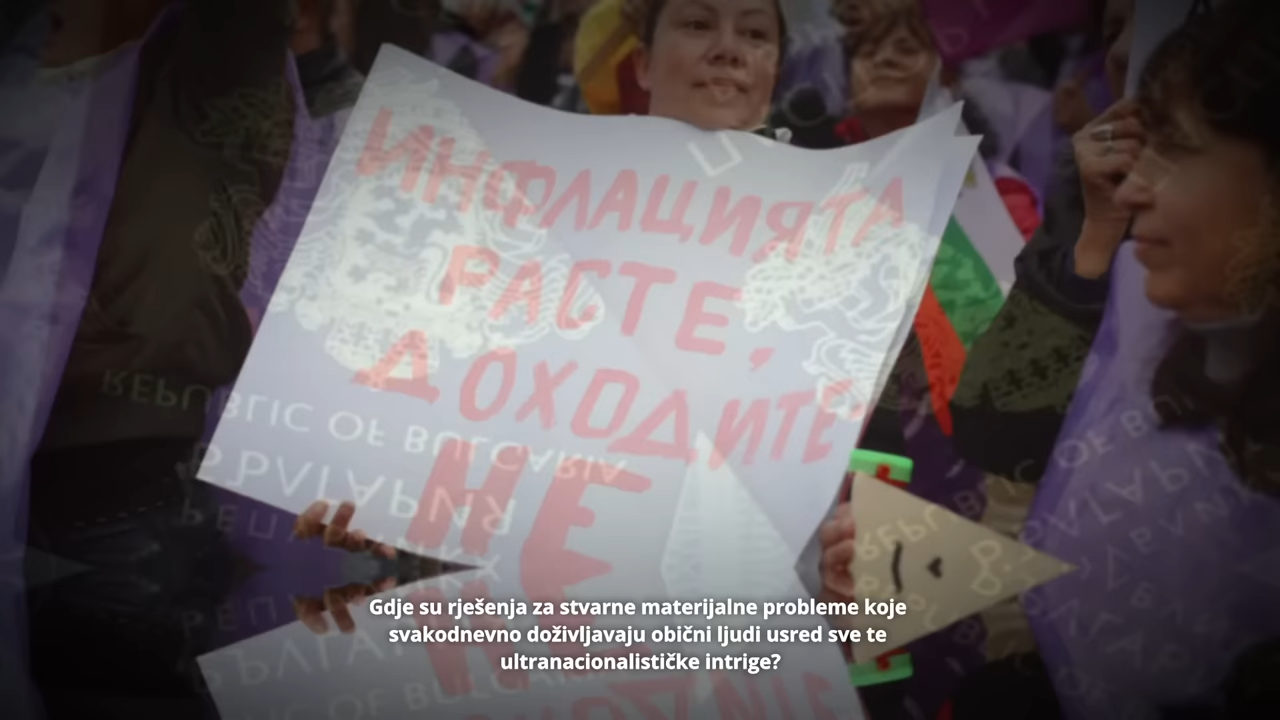 ИНФЛАЦИЯТА
РАСТЕ,
ДОХОДИТЕ
НЕ
REPUBLIC OF BULGARIA
БЪЛГАРИЯ
Gdje su rješenja za stvarne materijalne probleme koje
svakodnevno doživljavaju obični ljudi usred sve te
ultranacionalističke intrige?